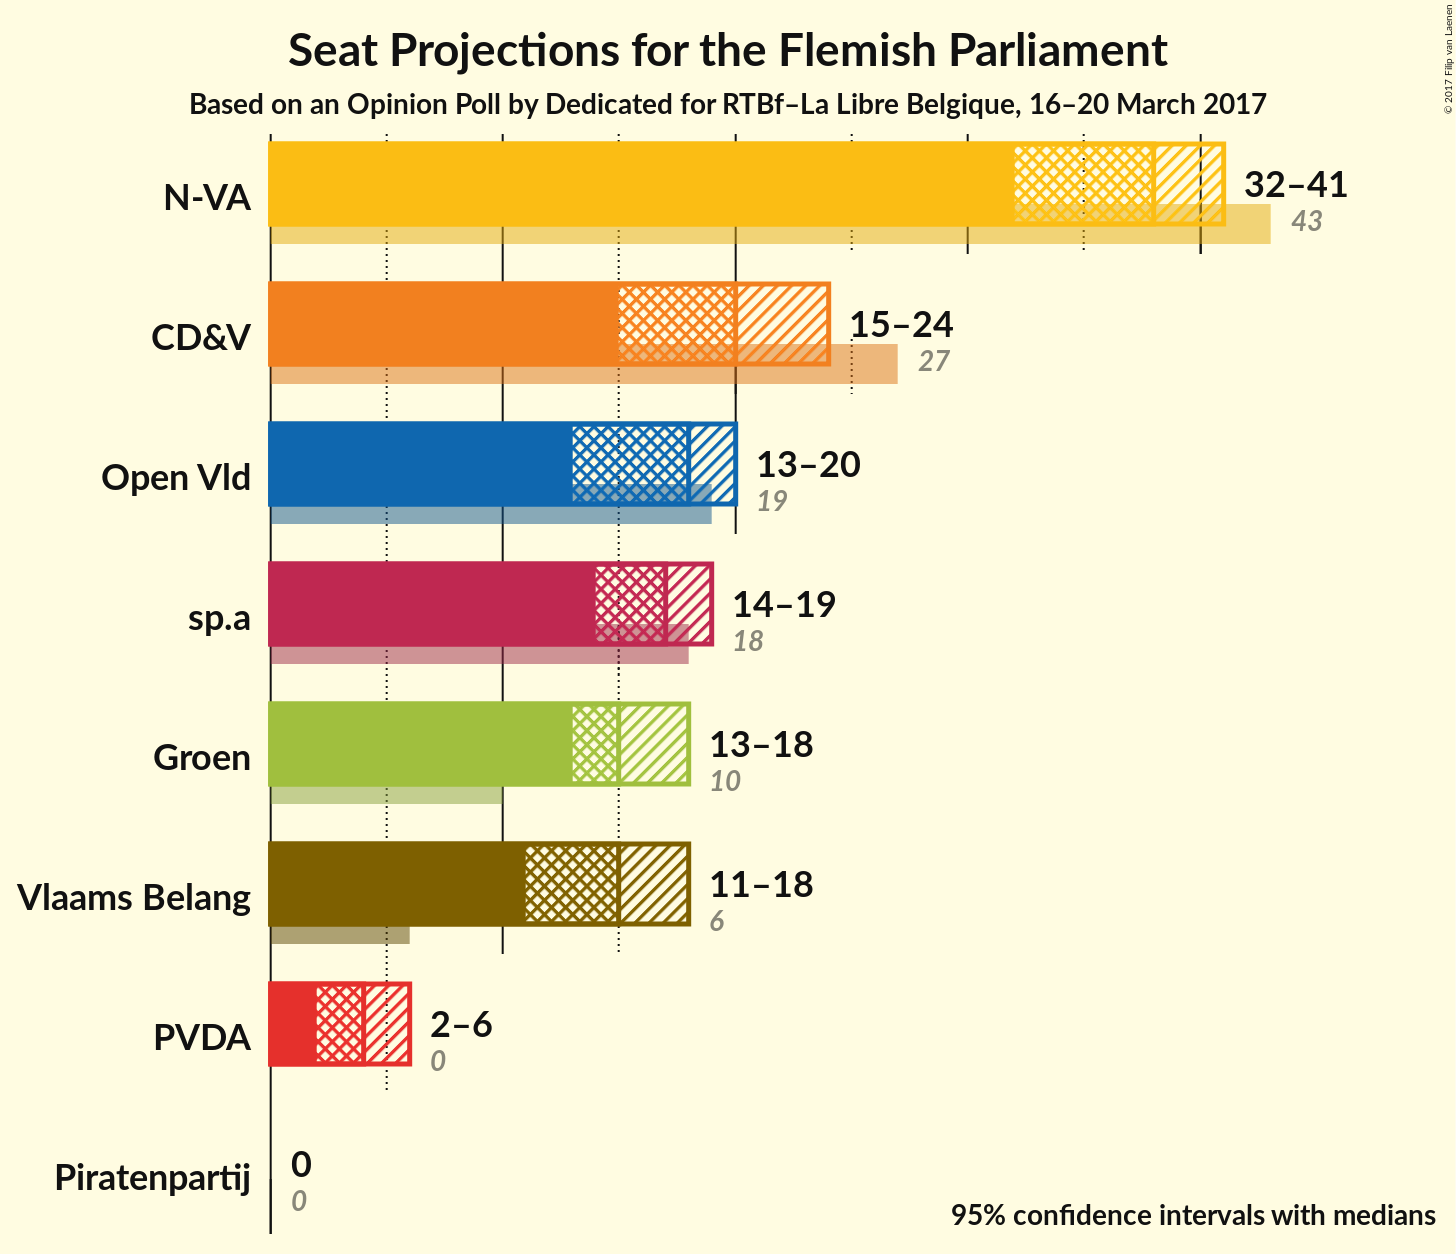 Seat Projections for the Flemish Parliament
Based on an Opinion Poll by Dedicated for RTBf–La Libre Belgique, 16–20 March 2017
© 2017 Filip van Laenen
N-VA
32–41
43
CD&V
15–24
27
Open Vld
13–20
19
sp.a
14–19
18
Groen
13–18
10
Vlaams Belang
11–18
6
PVDA
2–6
0
Piratenpartij
0
0
95% confidence intervals with medians